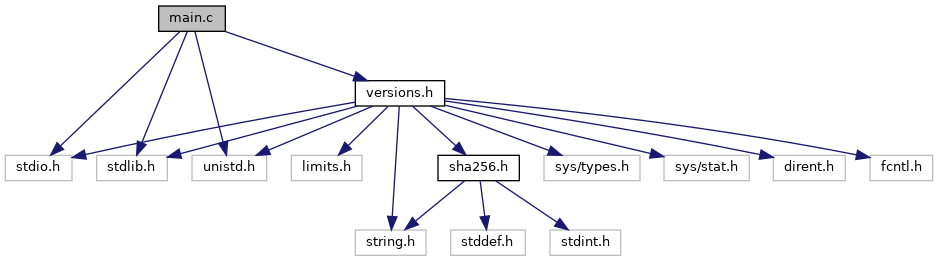 main.c
versions.h
stdio.h
stdlib.h
unistd.h
limits.h
sha256.h
sys/types.h
sys/stat.h
dirent.h
fcntl.h
string.h
stddef.h
stdint.h